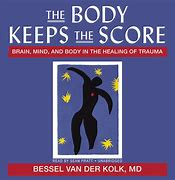 THE BODY
KEEPS THE SCORE
BRAIN, MIND, AND BODY IN THE HEALING OF TRAUMA
READ BY SEAN PRATT • UNABRIDGED
BESSEL VAN DER KOLK, MD